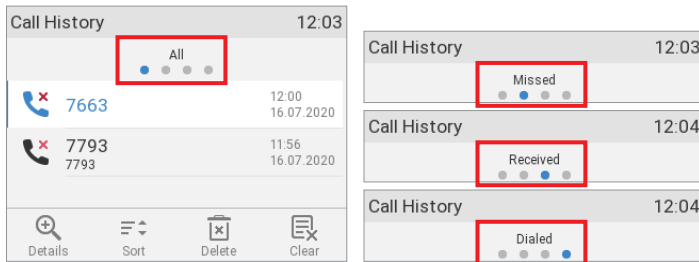 Call History 12:03
All
7663 12:00
16.07.2020
7793 11:56
7793 16.07.2020
Details Sort Delete Clear
Call History 12:03
Missed
Call History 12:04
Received
Call History 12:04
Dialed